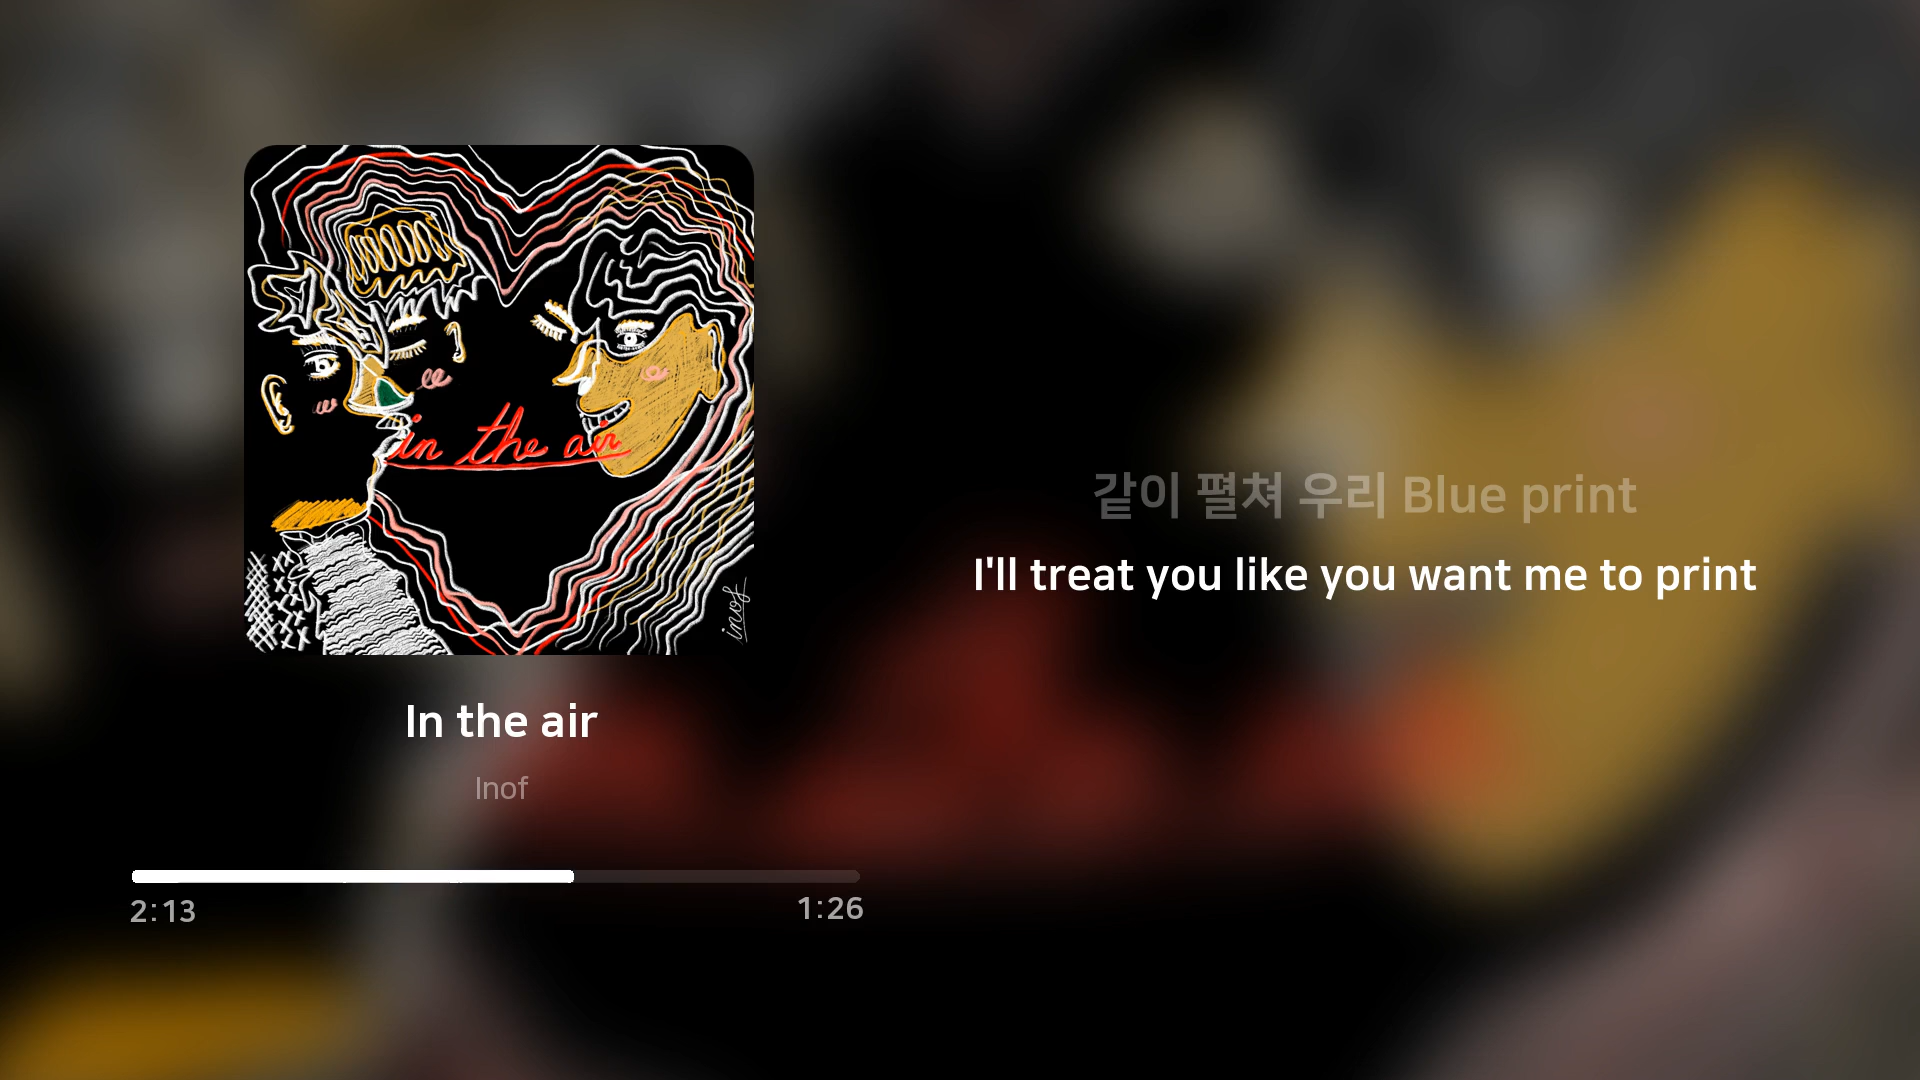 in the air
inof
In the air
Inof
2:13
1:26
같이 펼쳐 우리 Blue print
I'll treat you like you want me to print